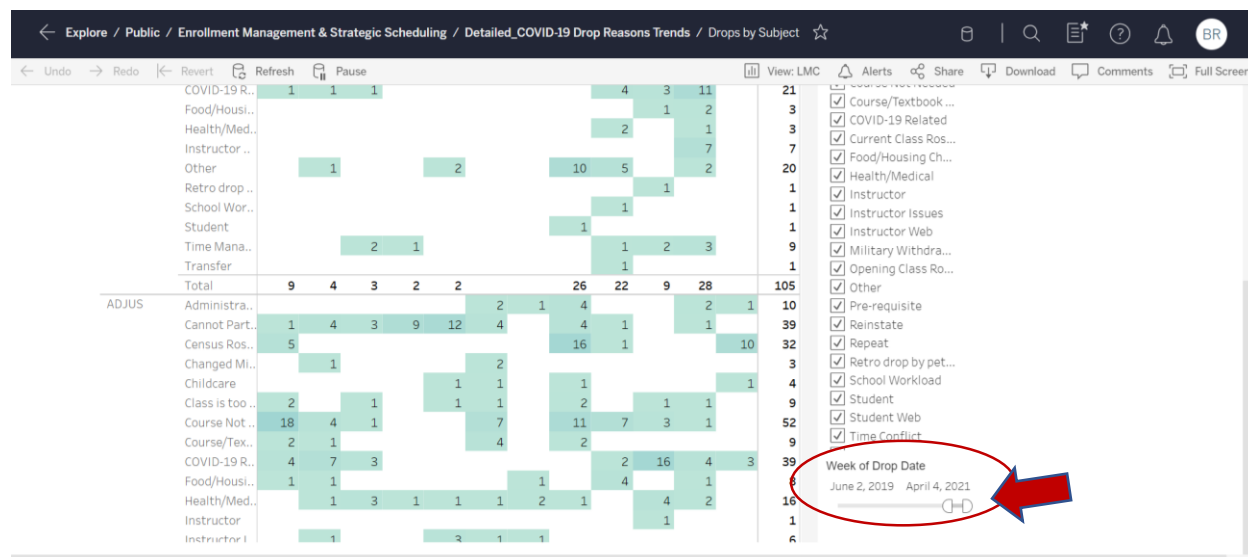 ← Explore / Public / Enrollment Management & Strategic Scheduling / Detailed_COVID-19 Drop Reasons Trends / Drops by Subject BR
← Undo → Redo Revert Refresh Pause View: LMC Alerts Share Download Comments Full Screen
COVID-19 R.. 1 1 1 4 3 11 21
Food/Housi.. 1 2 3
Health/Med.. 2 1 3
Instructor .. 7 7
Other 1 2 10 5 2 20
Retro drop .. 1 1
School Wor.. 1 1
Student 1 1
Time Mana.. 2 1 1 2 3 9
Transfer 1 1
Total 9 4 3 2 2 26 22 9 28 105
ADJUS Administra.. 2 1 4 2 1 10
Cannot Part.. 1 4 3 9 12 4 4 1 1 39
Census Ros.. 5 16 1 10 32
Changed Mi.. 1 2 3
Childcare 1 1 1 1 4
Class is too .. 2 1 1 1 2 1 1 9
Course Not .. 18 4 1 7 11 7 3 1 52
Course/Tex.. 2 1 4 2 9
COVID-19 R.. 4 7 3 2 16 4 3 39
Food/Housi.. 1 1 1 4 1 8
Health/Med.. 1 3 1 1 1 2 1 4 2 16
Instructor 1 1
Instructor I.. 1 3 1 1 6
Course Not Needed
Course/Textbook ...
COVID-19 Related
Current Class Ros...
Food/Housing Ch...
Health/Medical
Instructor
Instructor Issues
Instructor Web
Military Withdra...
Opening Class Ro...
Other
Pre-requisite
Reinstate
Repeat
Retro drop by pet...
School Workload
Student
Student Web
Time Conflict
Week of Drop Date
June 2, 2019 April 4, 2021